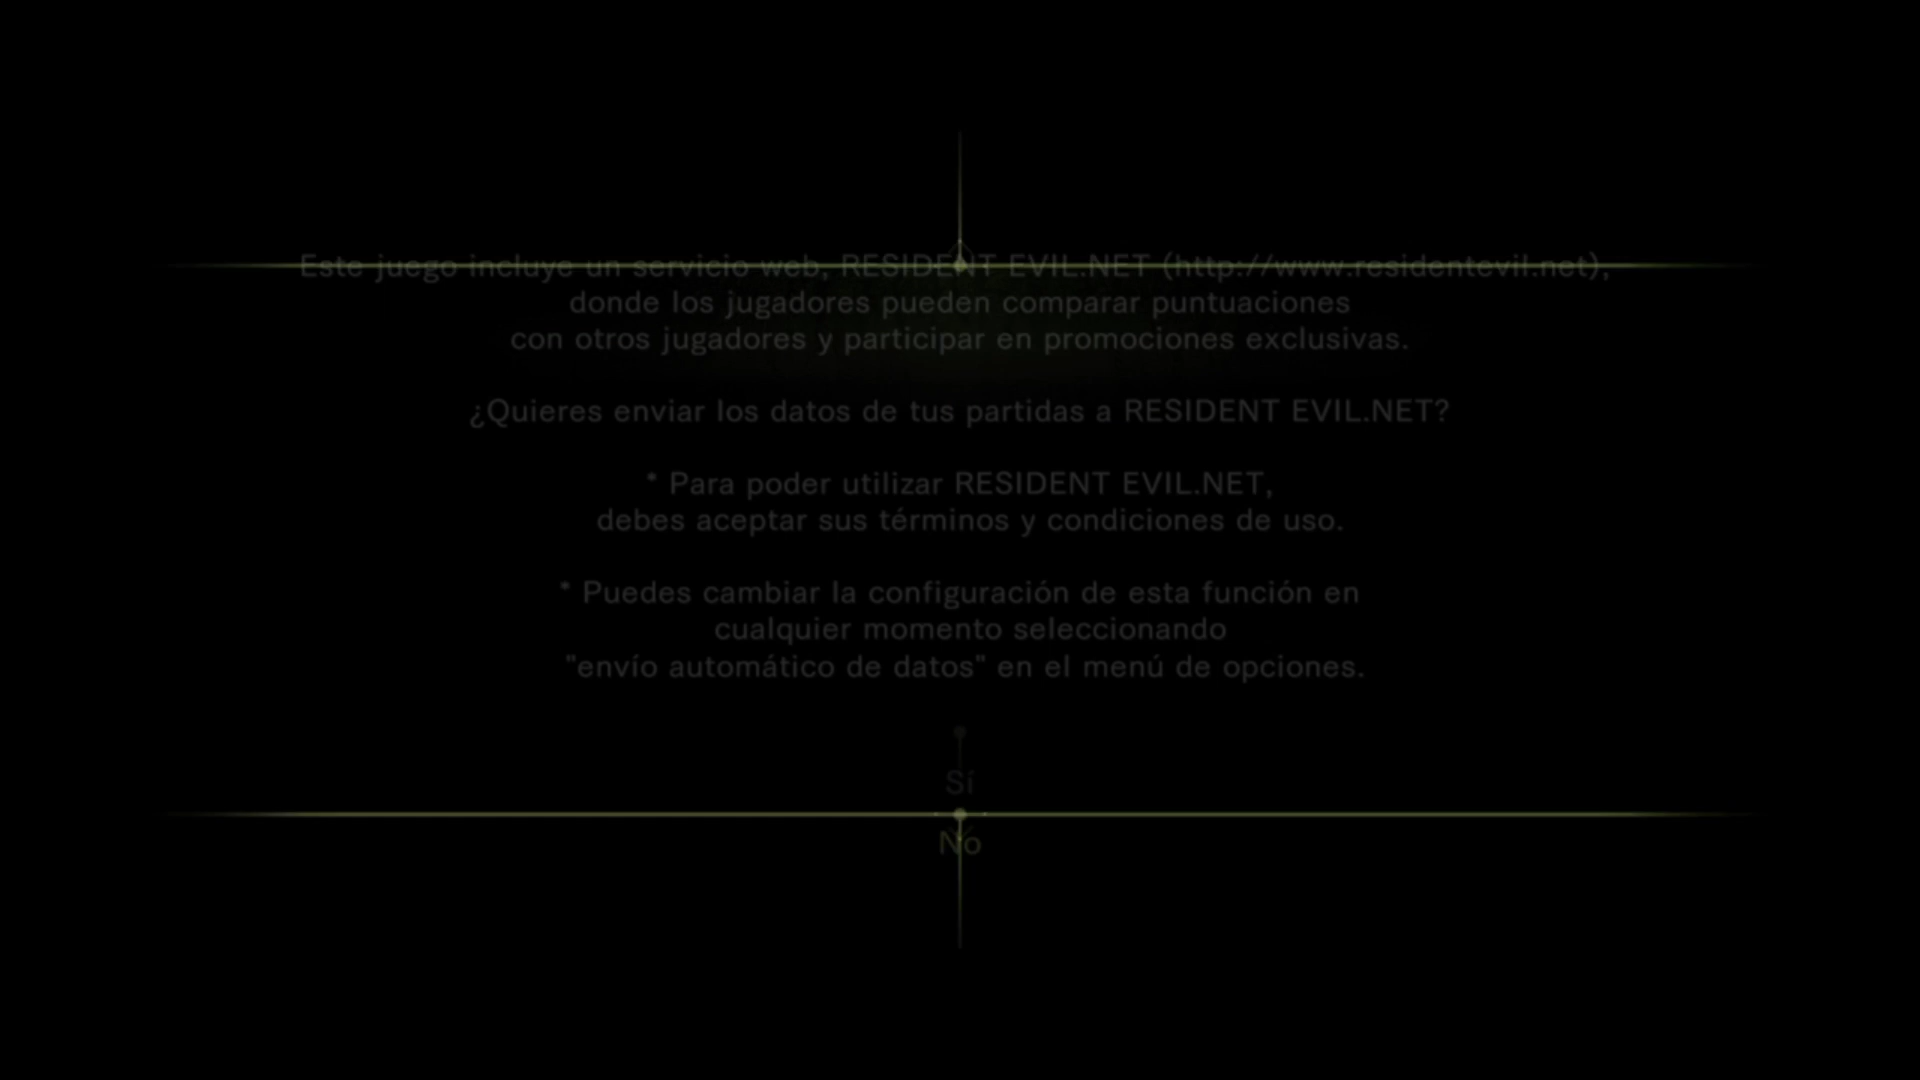 Este juego incluye un servicio web, RESIDENT EVIL.NET (http://www.residentevil.net),
donde los jugadores pueden comparar puntuaciones
con otros jugadores y participar en promociones exclusivas.
¿Quieres enviar los datos de tus partidas a RESIDENT EVIL.NET?
* Para poder utilizar RESIDENT EVIL.NET,
debes aceptar sus términos y condiciones de uso.
* Puedes cambiar la configuración de esta función en
cualquier momento seleccionando
"envío automático de datos" en el menú de opciones.
Sí
No